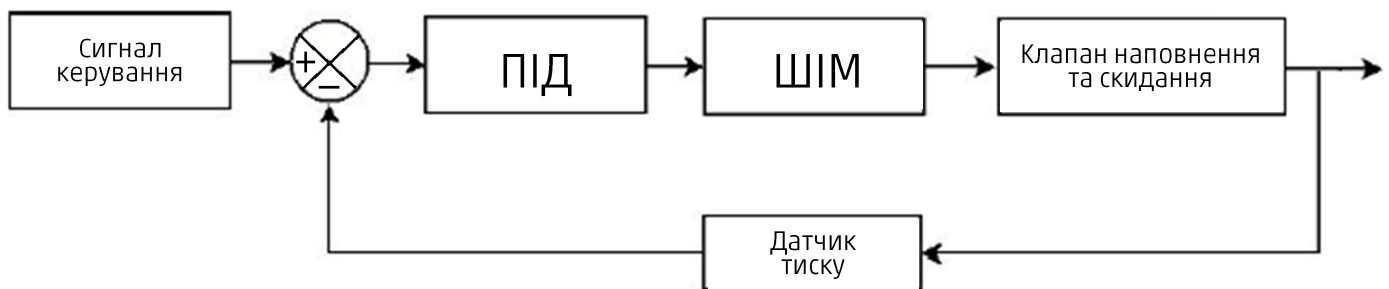 Сигнал
керування
+
−
ПІД
ШІМ
Клапан наповнення
та скидання
Датчик
тиску